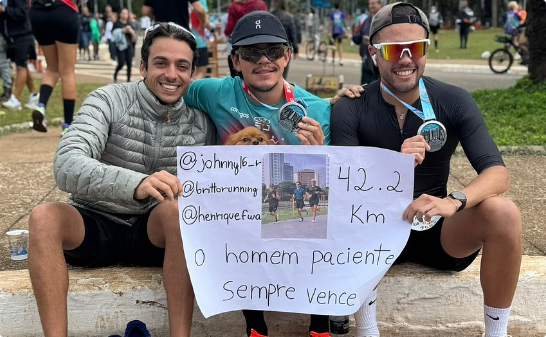 @johnny16_r
@brittorunning
@henriquefwa
42.2
Km
O homem paciente
Sempre vence